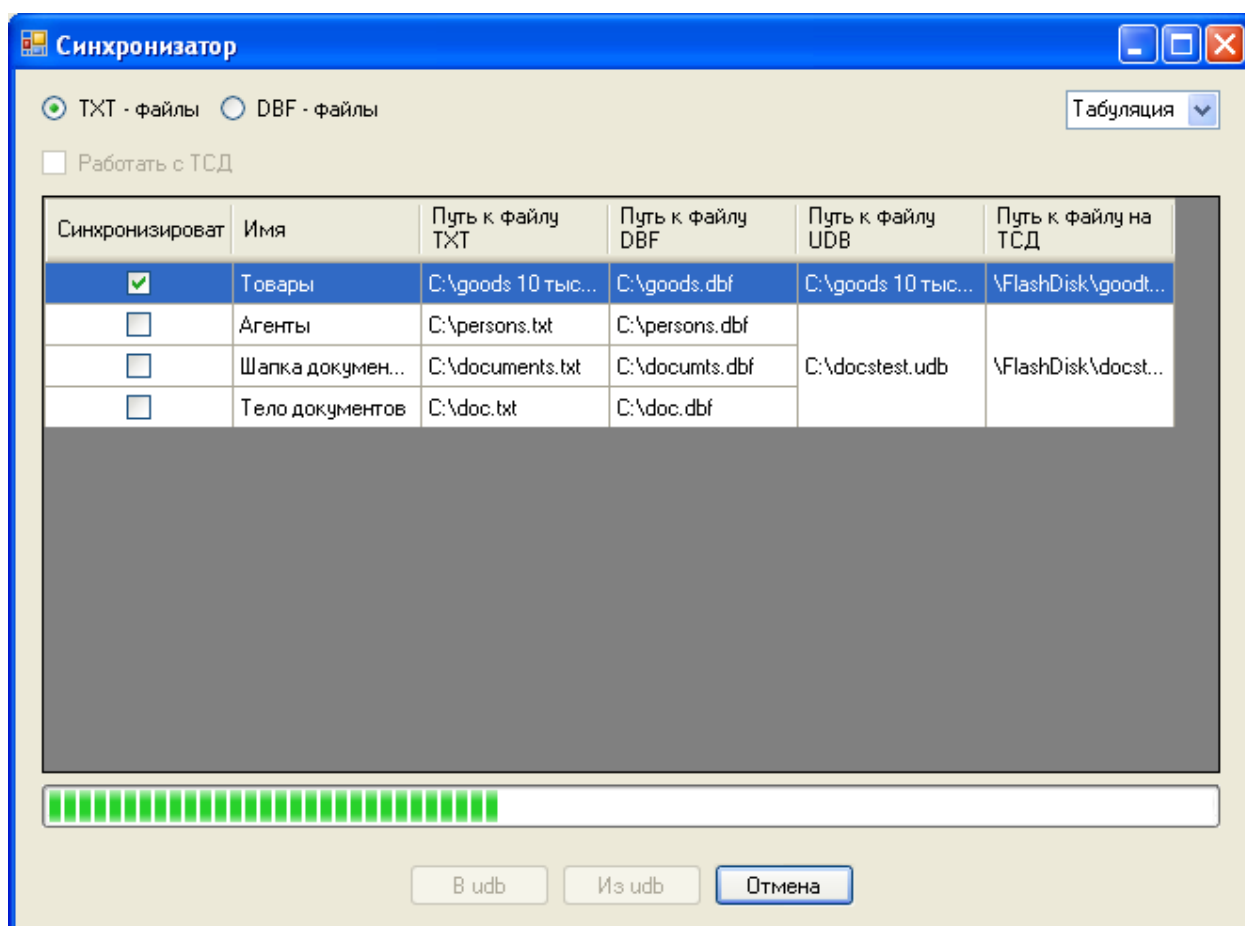 Синхронизатор
TXT - файлы DBF - файлы Табуляция
Работать с ТСД
Синхронизироват Имя Путь к файлу TXT Путь к файлу DBF Путь к файлу UDB Путь к файлу на ТСД
Товары C:\goods 10 тыс... C:\goods.dbf C:\goods 10 тыс... \FlashDisk\goodt...
Агенты C:\persons.txt C:\persons.dbf
Шапка докумен... C:\documents.txt C:\documts.dbf C:\docstest.udb \FlashDisk\docst...
Тело документов C:\doc.txt C:\doc.dbf
В udb Из udb Отмена